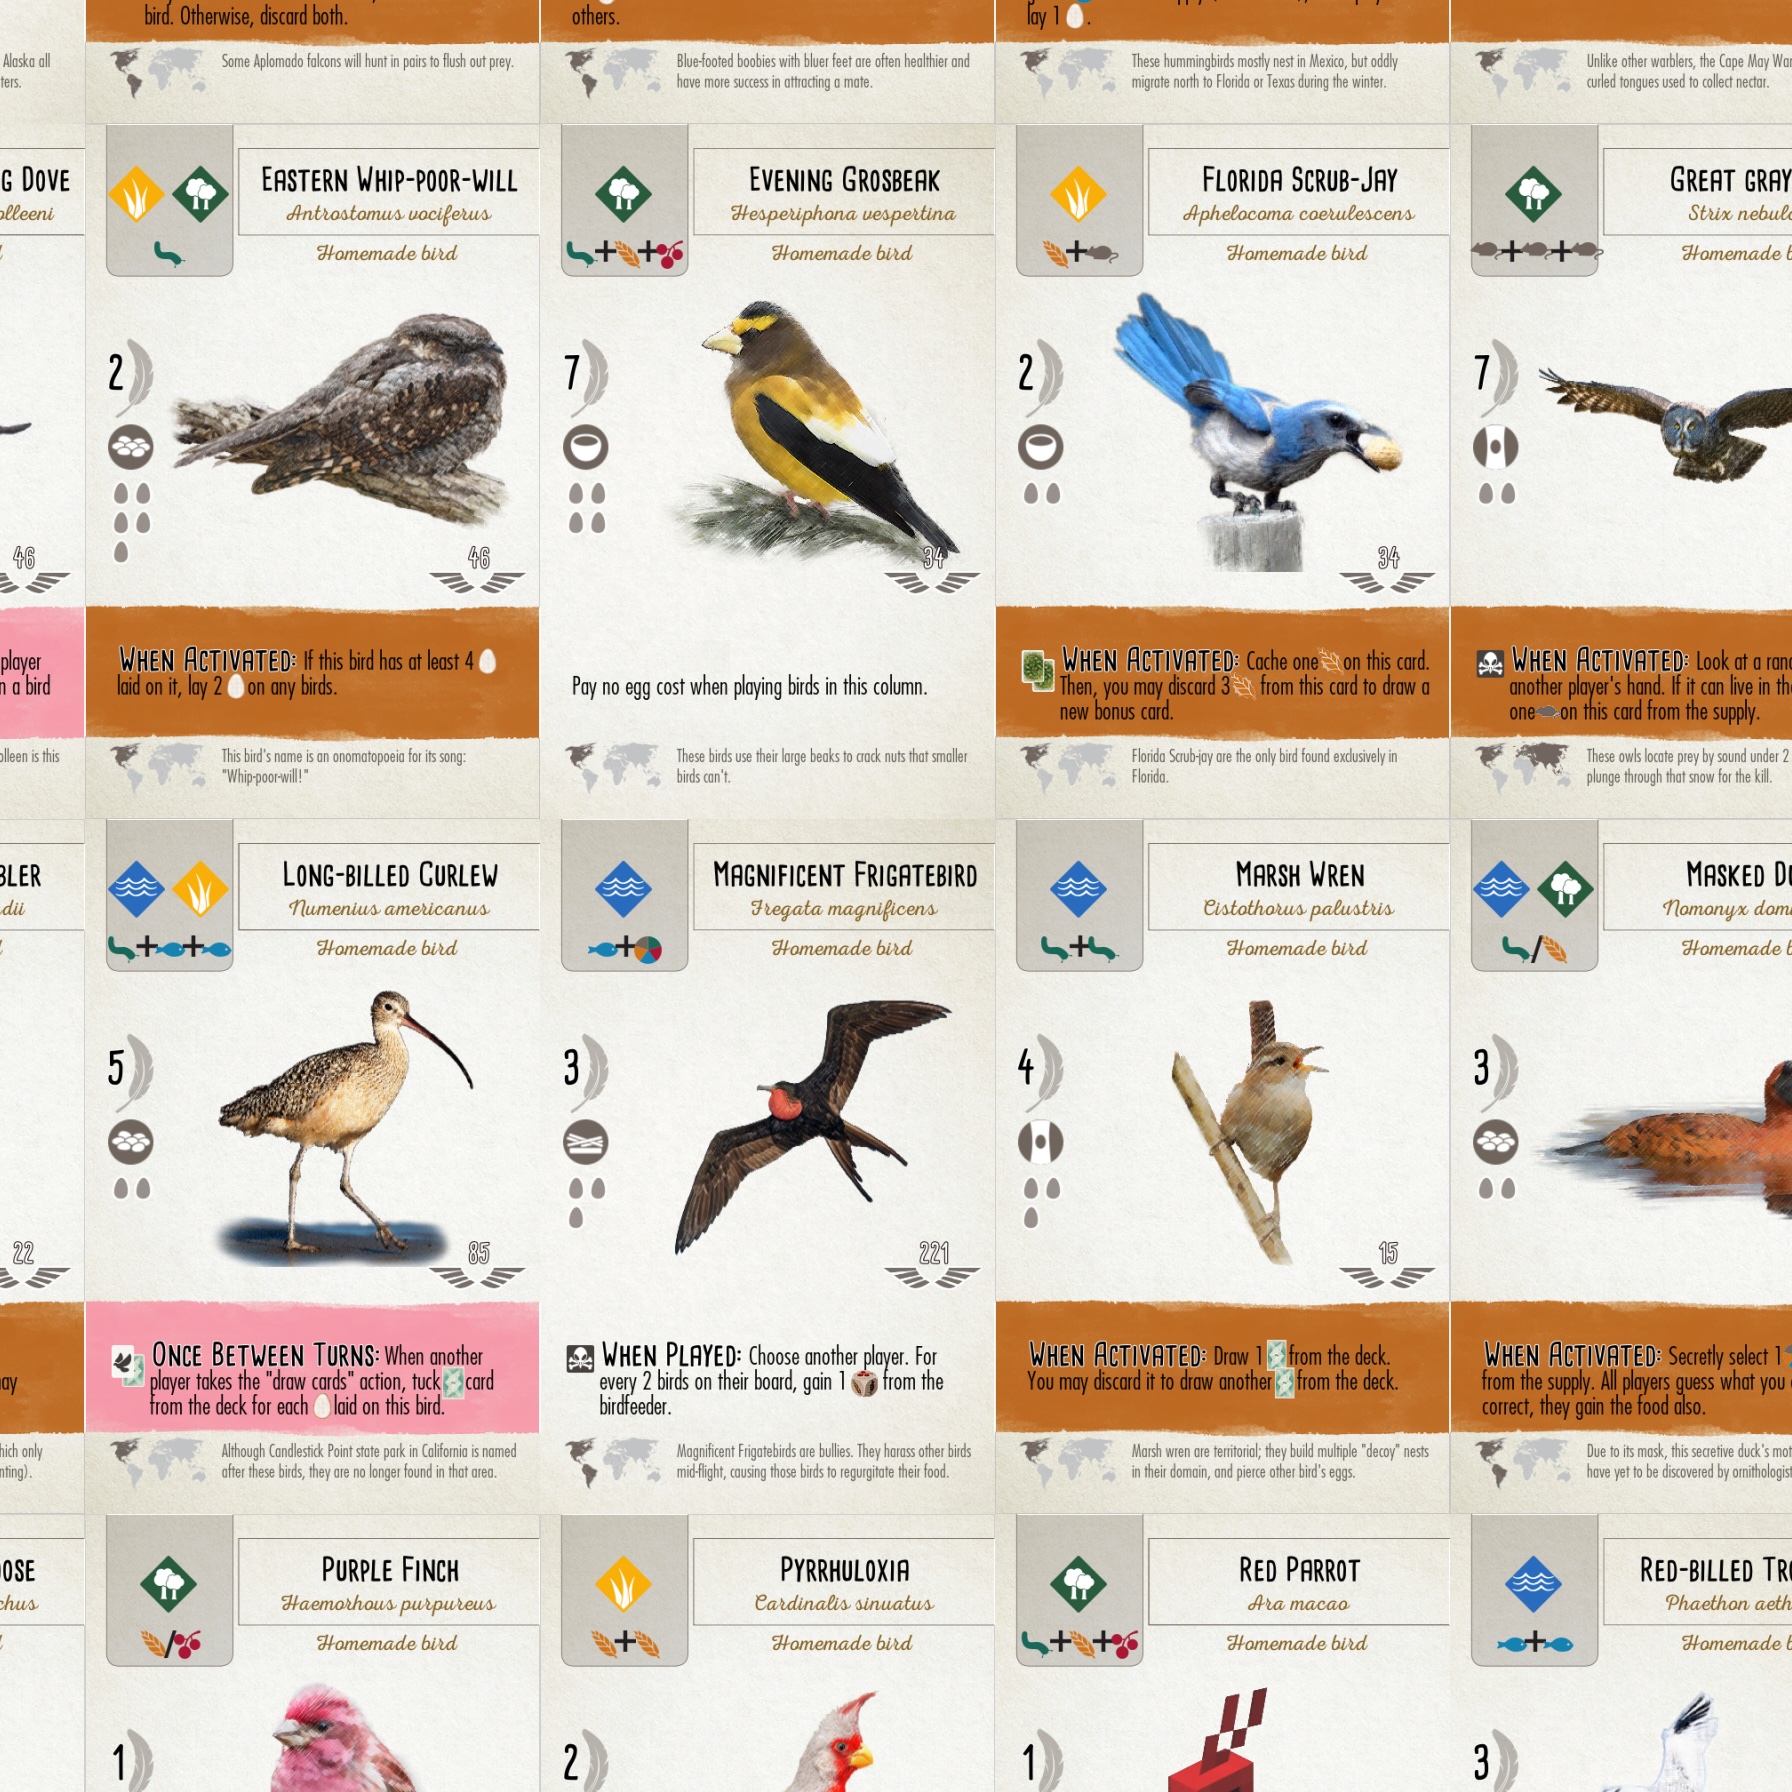 Alaska all
ters.
bird. Otherwise, discard both.
Some Aplomado falcons will hunt in pairs to flush out prey.
others.
Blue-footed boobies with bluer feet are often healthier and
have more success in attracting a mate.
lay 1 .
These hummingbirds mostly nest in Mexico, but oddly
migrate north to Florida or Texas during the winter.
Unlike other warblers, the Cape May War
curled tongues used to collect nectar.
G Dove
olleeni
46
player
n a bird
olleen is this
Eastern Whip-poor-will
Antrostomus vociferus
Homemade bird
2
46
When Activated: If this bird has at least 4
laid on it, lay 2 on any birds.
This bird's name is an onomatopoeia for its song:
"Whip-poor-will!"
Evening Grosbeak
Hesperiphona vespertina
Homemade bird
7
34
Pay no egg cost when playing birds in this column.
These birds use their large beaks to crack nuts that smaller
birds can't.
Florida Scrub-Jay
Aphelocoma coerulescens
Homemade bird
2
34
When Activated: Cache one on this card.
Then, you may discard 3 from this card to draw a
new bonus card.
Florida Scrub-jay are the only bird found exclusively in
Florida.
Great gray
Strix nebulo
Homemade b
7
When Activated: Look at a rand
another player's hand. If it can live in the
one on this card from the supply.
These owls locate prey by sound under 2
plunge through that snow for the kill.
bler
dii
22
nay
hich only
nting).
Long-billed Curlew
Numenius americanus
Homemade bird
5
85
Once Between Turns: When another
player takes the "draw cards" action, tuck card
from the deck for each laid on this bird.
Although Candlestick Point state park in California is named
after these birds, they are no longer found in that area.
Magnificent Frigatebird
Fregata magnificens
Homemade bird
3
221
When Played: Choose another player. For
every 2 birds on their board, gain 1 from the
birdfeeder.
Magnificent Frigatebirds are bullies. They harass other birds
mid-flight, causing those birds to regurgitate their food.
Marsh Wren
Cistothorus palustris
Homemade bird
4
15
When Activated: Draw 1 from the deck.
You may discard it to draw another from the deck.
Marsh wren are territorial; they build multiple "decoy" nests
in their domain, and pierce other bird's eggs.
Masked Du
Nomonyx dom
Homemade b
3
When Activated: Secretly select 1
from the supply. All players guess what you
correct, they gain the food also.
Due to its mask, this secretive duck's mot
have yet to be discovered by ornithologist
oose
chus
Purple Finch
Haemorhous purpureus
Homemade bird
1
Pyrrhuloxia
Cardinalis sinuatus
Homemade bird
2
Red Parrot
Ara macao
Homemade bird
1
Red-billed Tro
Phaethon aeth
Homemade b
3